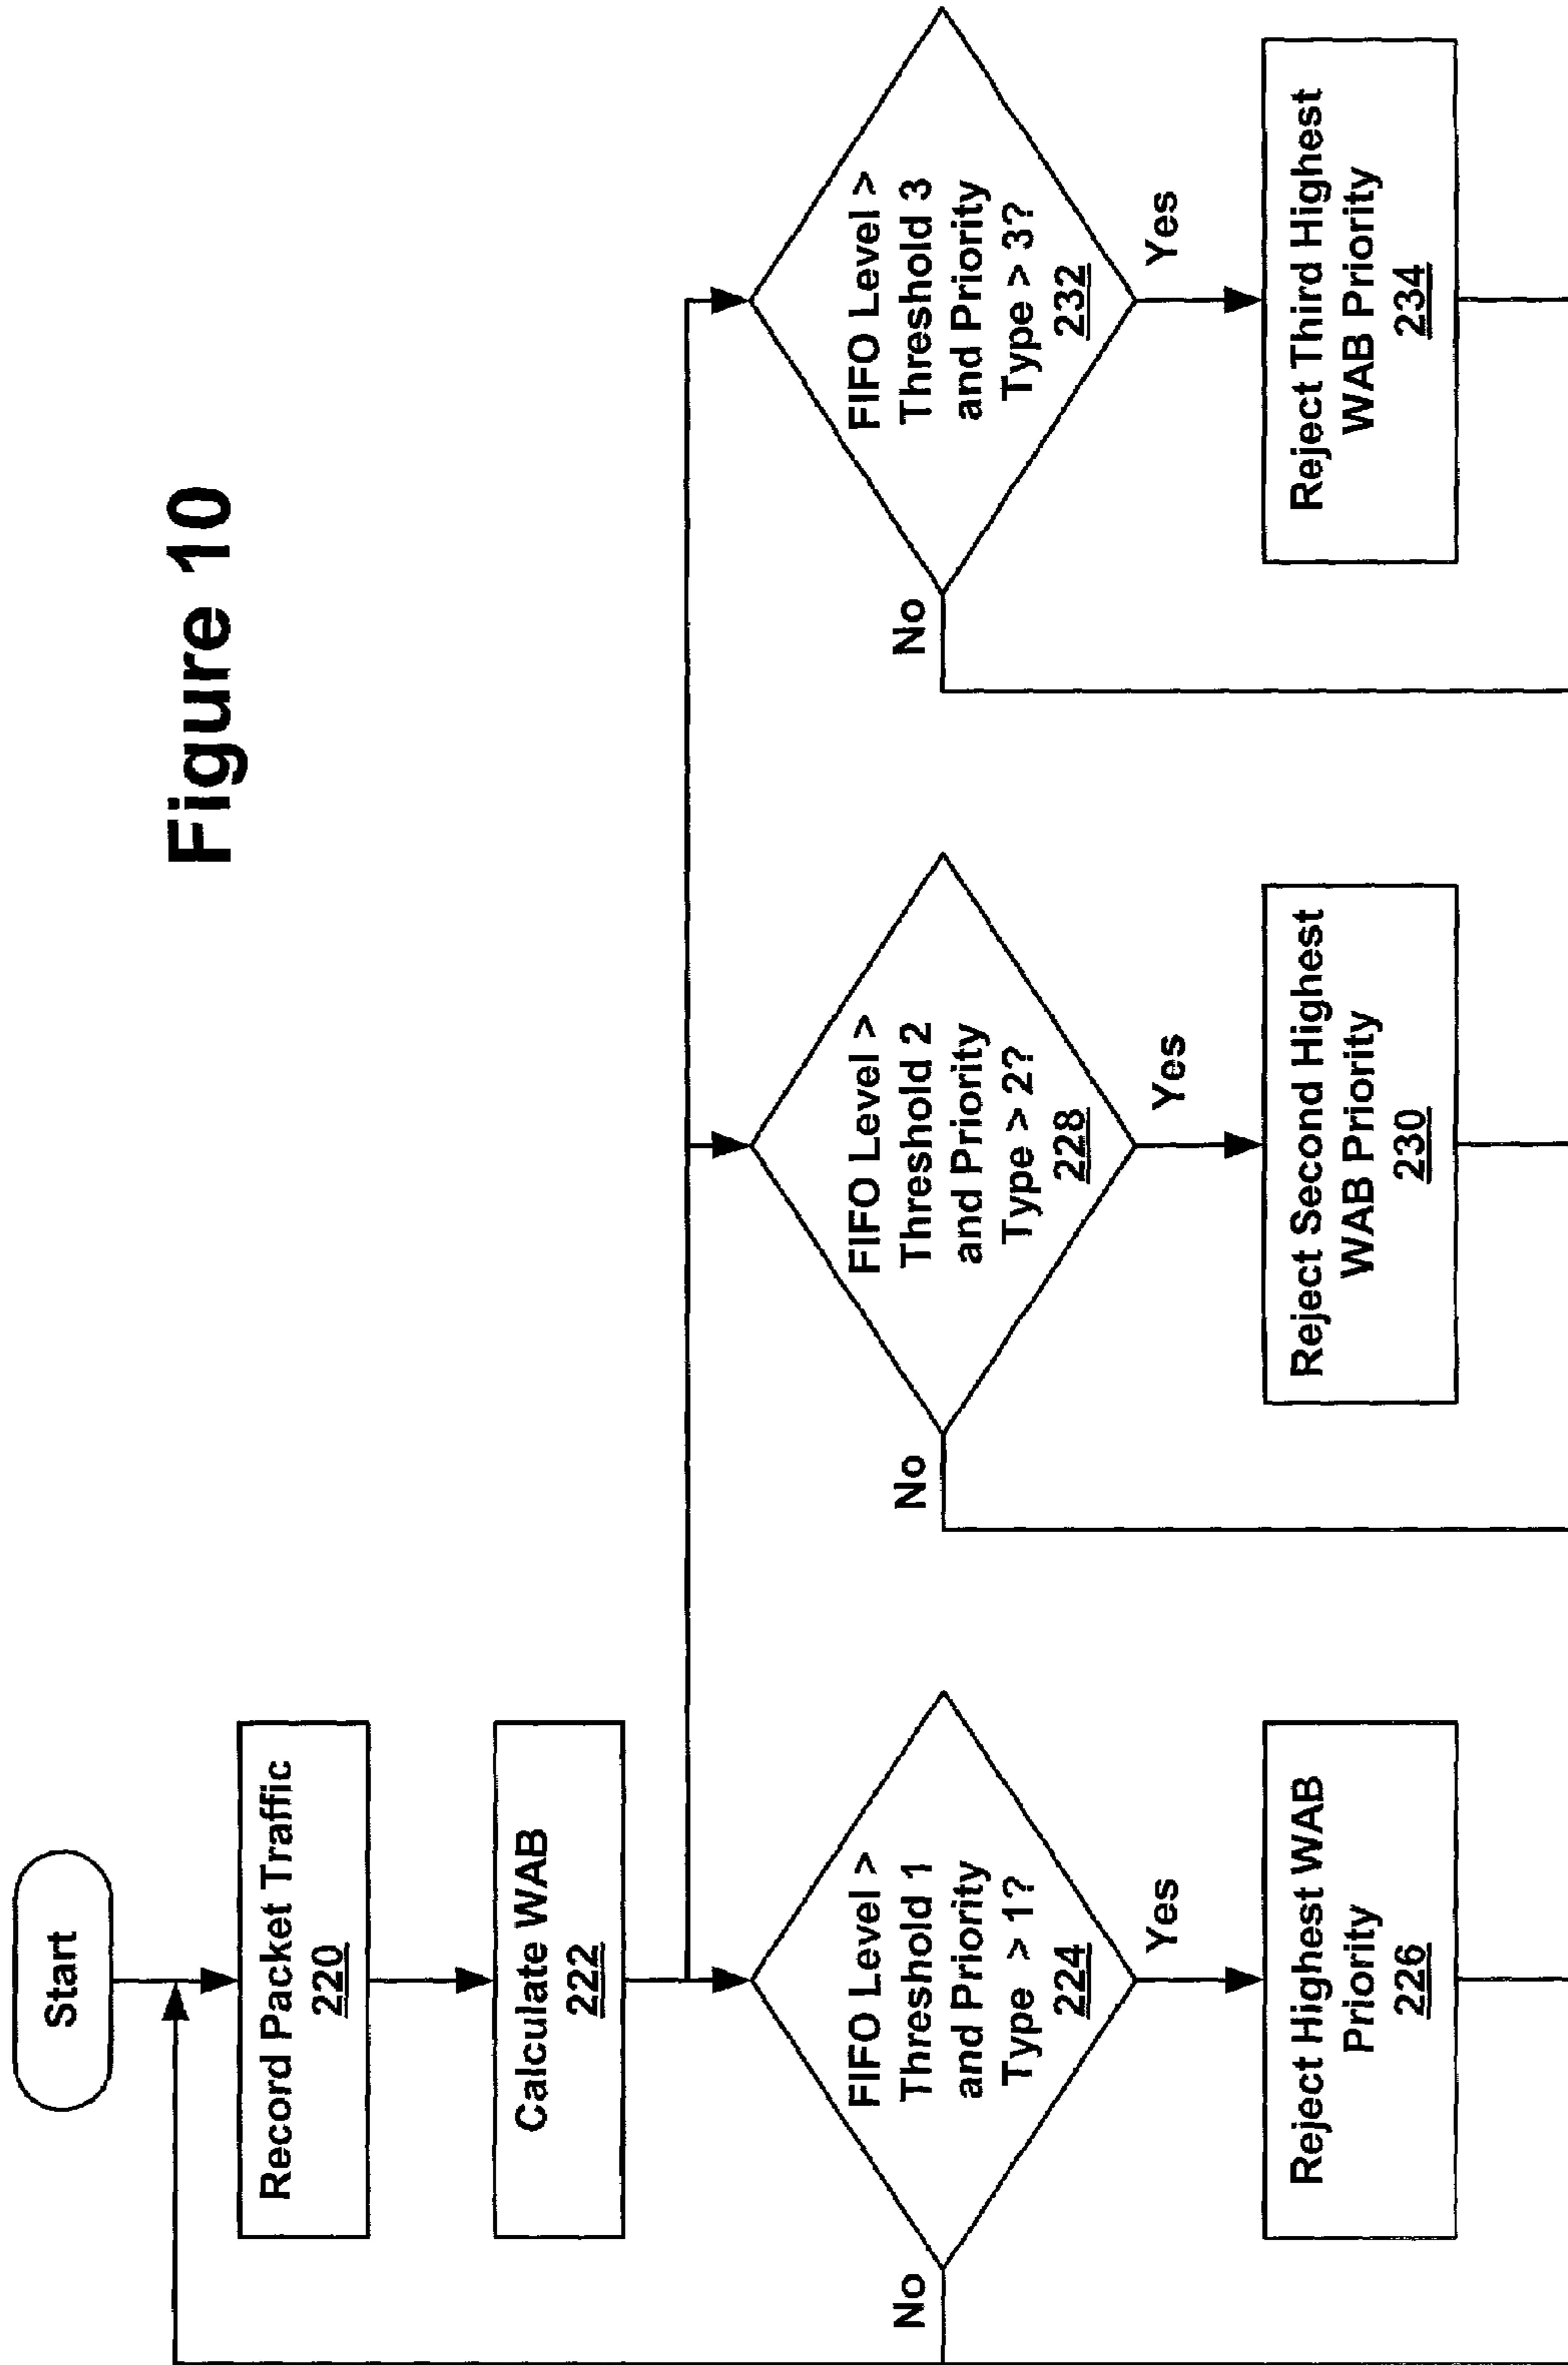 Figure 10
Start
Record Packet Traffic
220
Calculate WAB
222
FIFO Level >
Threshold 1
and Priority
Type > 1?
224
No
Yes
Reject Highest WAB
Priority
226
FIFO Level >
Threshold 2
and Priority
Type > 2?
228
No
Yes
Reject Second Highest
WAB Priority
230
FIFO Level >
Threshold 3
and Priority
Type > 3?
232
No
Yes
Reject Third Highest
WAB Priority
234